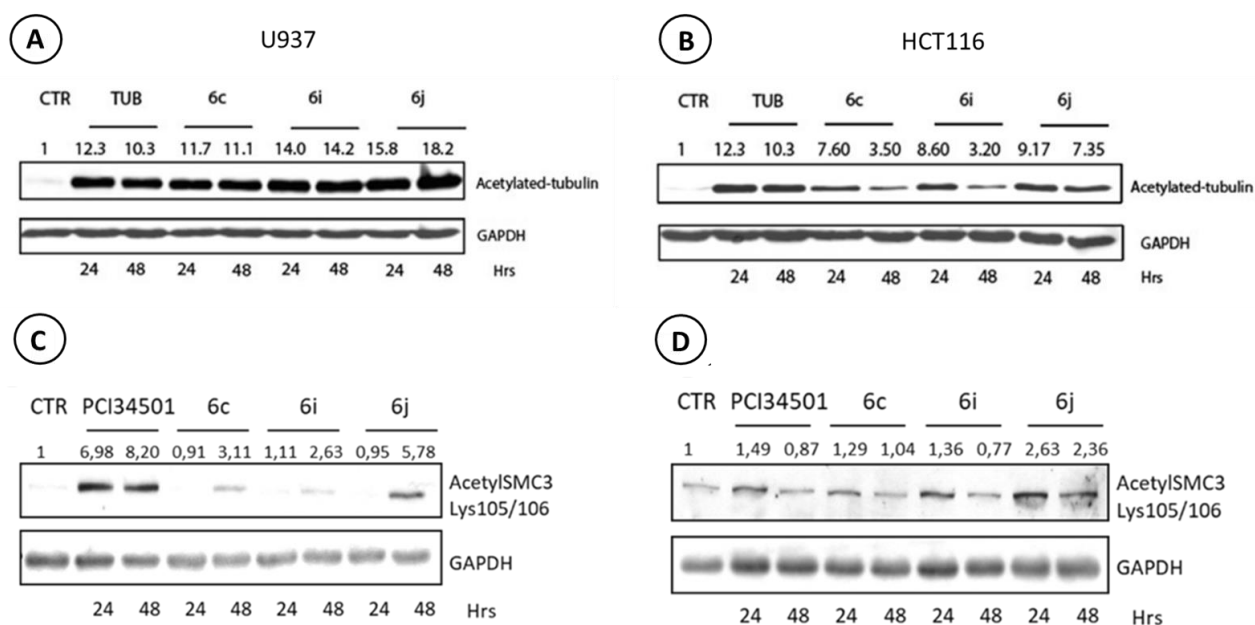 A
U937
CTR TUB 6c 6i 6j
1 12.3 10.3 11.7 11.1 14.0 14.2 15.8 18.2
Acetylated-tubulin
GAPDH
24 48 24 48 24 48 24 48 Hrs
B
HCT116
CTR TUB 6c 6i 6j
1 12.3 10.3 7.60 3.50 8.60 3.20 9.17 7.35
Acetylated-tubulin
GAPDH
24 48 24 48 24 48 24 48 Hrs
C
CTR PCI34501 6c 6i 6j
1 6,98 8,20 0,91 3,11 1,11 2,63 0,95 5,78
AcetylSMC3
Lys105/106
GAPDH
24 48 24 48 24 48 24 48 Hrs
D
CTR PCI34501 6c 6i 6j
1 1,49 0,87 1,29 1,04 1,36 0,77 2,63 2,36
AcetylSMC3
Lys105/106
GAPDH
24 48 24 48 24 48 24 48 Hrs